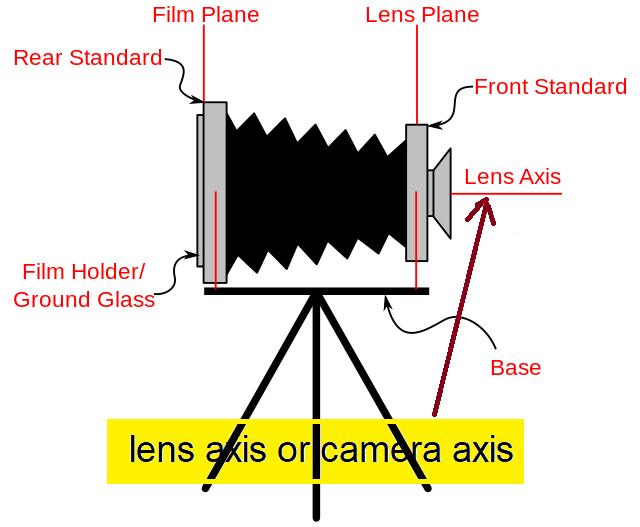 Film Plane
Lens Plane
Rear Standard
Front Standard
Lens Axis
Film Holder/
Ground Glass
Base
lens axis or camera axis